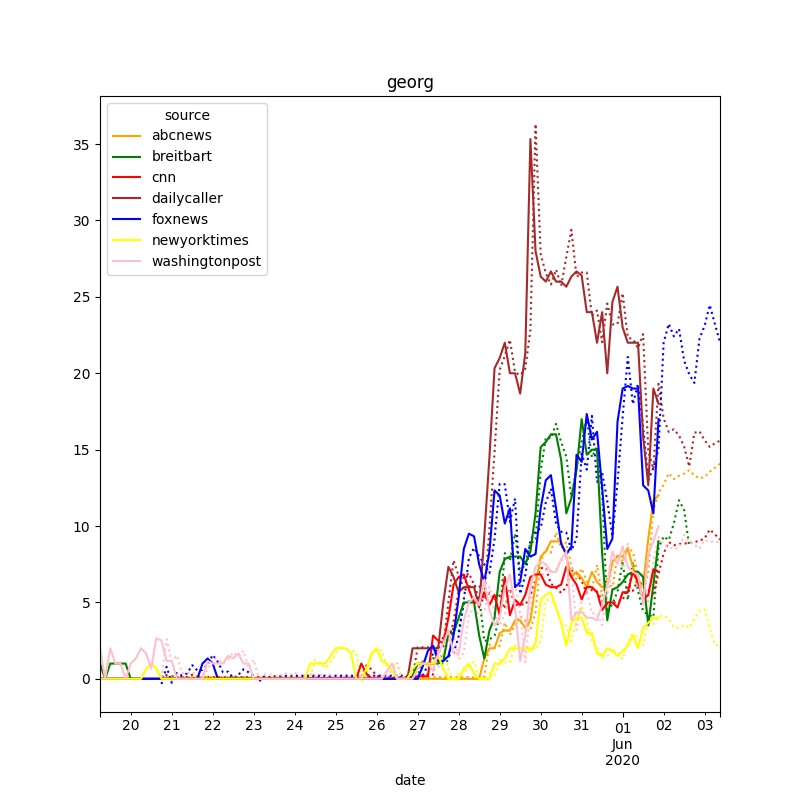 georg
source
abcnews
breitbart
cnn
dailycaller
foxnews
newyorktimes
washingtonpost
35
30
25
20
15
10
5
0
20 21 22 23 24 25 26 27 28 29 30 31 01 02 03
Jun
2020
date